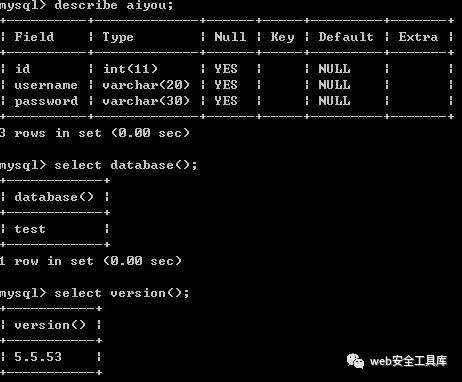 mysql> describe aiyou;
+----------+-------------+------+-----+---------+-------+
| Field | Type | Null | Key | Default | Extra |
+----------+-------------+------+-----+---------+-------+
| id | int(11) | YES | | NULL | |
| username | varchar(20) | YES | | NULL | |
| password | varchar(30) | YES | | NULL | |
+----------+-------------+------+-----+---------+-------+
3 rows in set (0.00 sec)
mysql> select database();
+------------+
| database() |
+------------+
| test |
+------------+
1 row in set (0.00 sec)
mysql> select version();
+-----------+
| version() |
+-----------+
| 5.5.53 |
+-----------+
web安全工具库